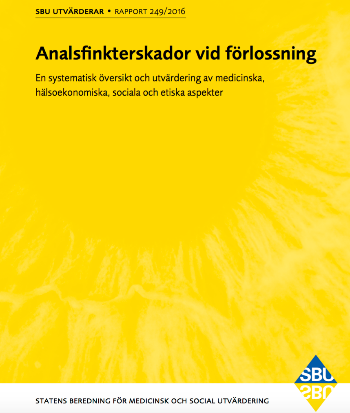 SBU UTVÄRDERAR • RAPPORT 249/2016
Analsfinkterskador vid förlossning
En systematisk översikt och utvärdering av medicinska,
hälsoekonomiska, sociala och etiska aspekter
SBU
SBU
STATENS BEREDNING FÖR MEDICINSK OCH SOCIAL UTVÄRDERING